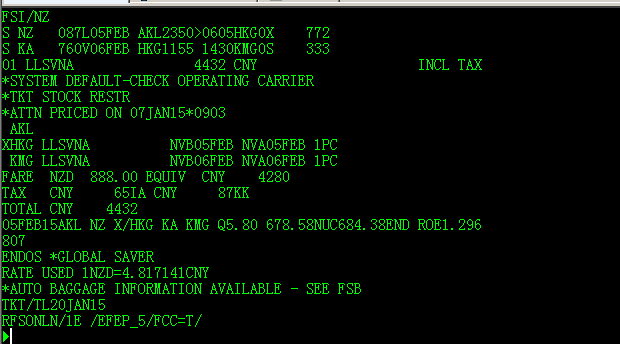 FSI/NZ
S NZ   087L05FEB AKL2350>0605HKG0X    772
S KA   760V06FEB HKG1155 1430KMG0S    333
01 LLSVNA               4432 CNY                    INCL TAX
*SYSTEM DEFAULT-CHECK OPERATING CARRIER
*TKT STOCK RESTR
*ATTN PRICED ON 07JAN15*0903
 AKL
XHKG LLSVNA          NVB05FEB NVA05FEB 1PC
 KMG LLSVNA          NVB06FEB NVA06FEB 1PC
FARE  NZD  888.00 EQUIV  CNY    4280
TAX   CNY     65IA CNY     87KK
TOTAL CNY    4432
05FEB15AKL NZ X/HKG KA KMG Q5.80 678.58NUC684.38END ROE1.296
807
ENDOS *GLOBAL SAVER
RATE USED 1NZD=4.817141CNY
*AUTO BAGGAGE INFORMATION AVAILABLE - SEE FSB
TKT/TL20JAN15
RFSONLN/1E /EFEP_5/FCC=T/